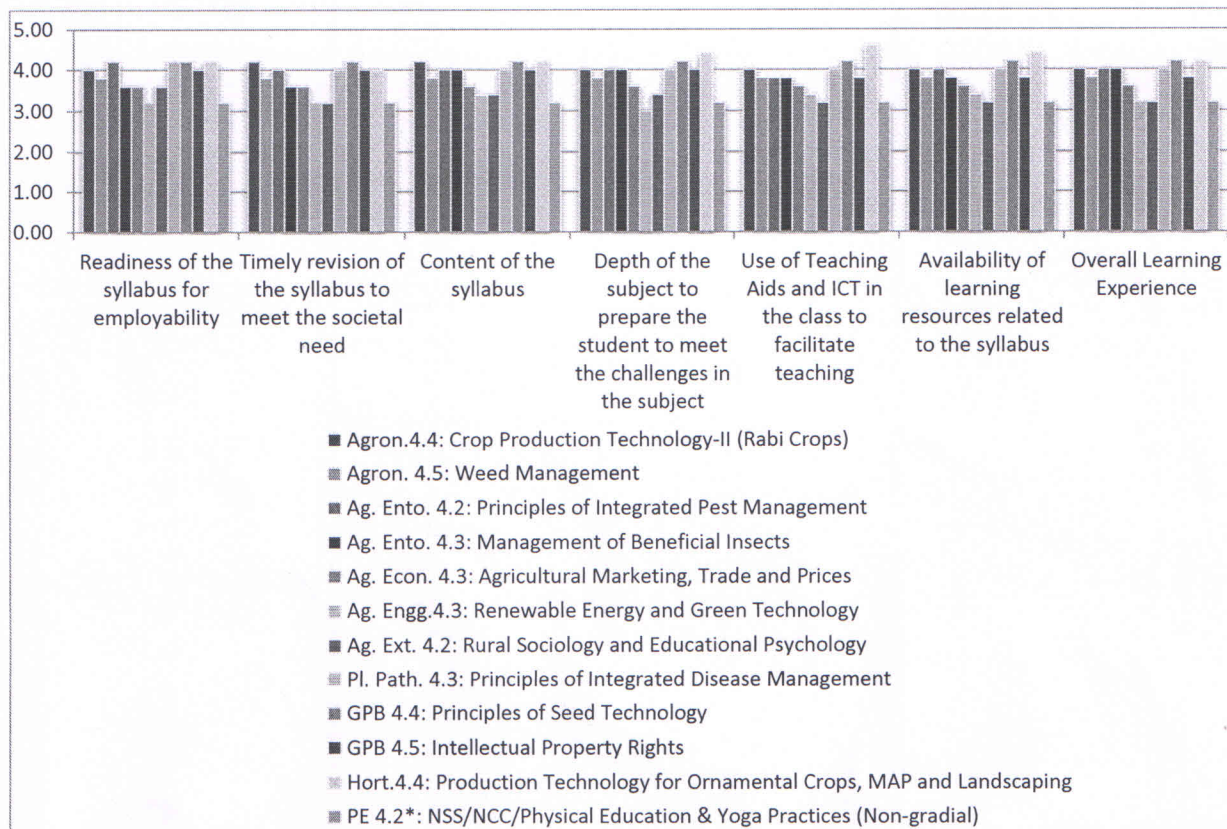 5.00
4.00
3.00
2.00
1.00
0.00
Readiness of the
syllabus for
employability
Timely revision of
the syllabus to
meet the societal
need
Content of the
syllabus
Depth of the
subject to
prepare the
student to meet
the challenges in
the subject
Use of Teaching
Aids and ICT in
the class to
facilitate
teaching
Availability of
learning
resources related
to the syllabus
Overall Learning
Experience
Agron.4.4: Crop Production Technology-II (Rabi Crops)
Agron. 4.5: Weed Management
Ag. Ento. 4.2: Principles of Integrated Pest Management
Ag. Ento. 4.3: Management of Beneficial Insects
Ag. Econ. 4.3: Agricultural Marketing, Trade and Prices
Ag. Engg.4.3: Renewable Energy and Green Technology
Ag. Ext. 4.2: Rural Sociology and Educational Psychology
Pl. Path. 4.3: Principles of Integrated Disease Management
GPB 4.4: Principles of Seed Technology
GPB 4.5: Intellectual Property Rights
Hort.4.4: Production Technology for Ornamental Crops, MAP and Landscaping
PE 4.2*: NSS/NCC/Physical Education & Yoga Practices (Non-gradial)